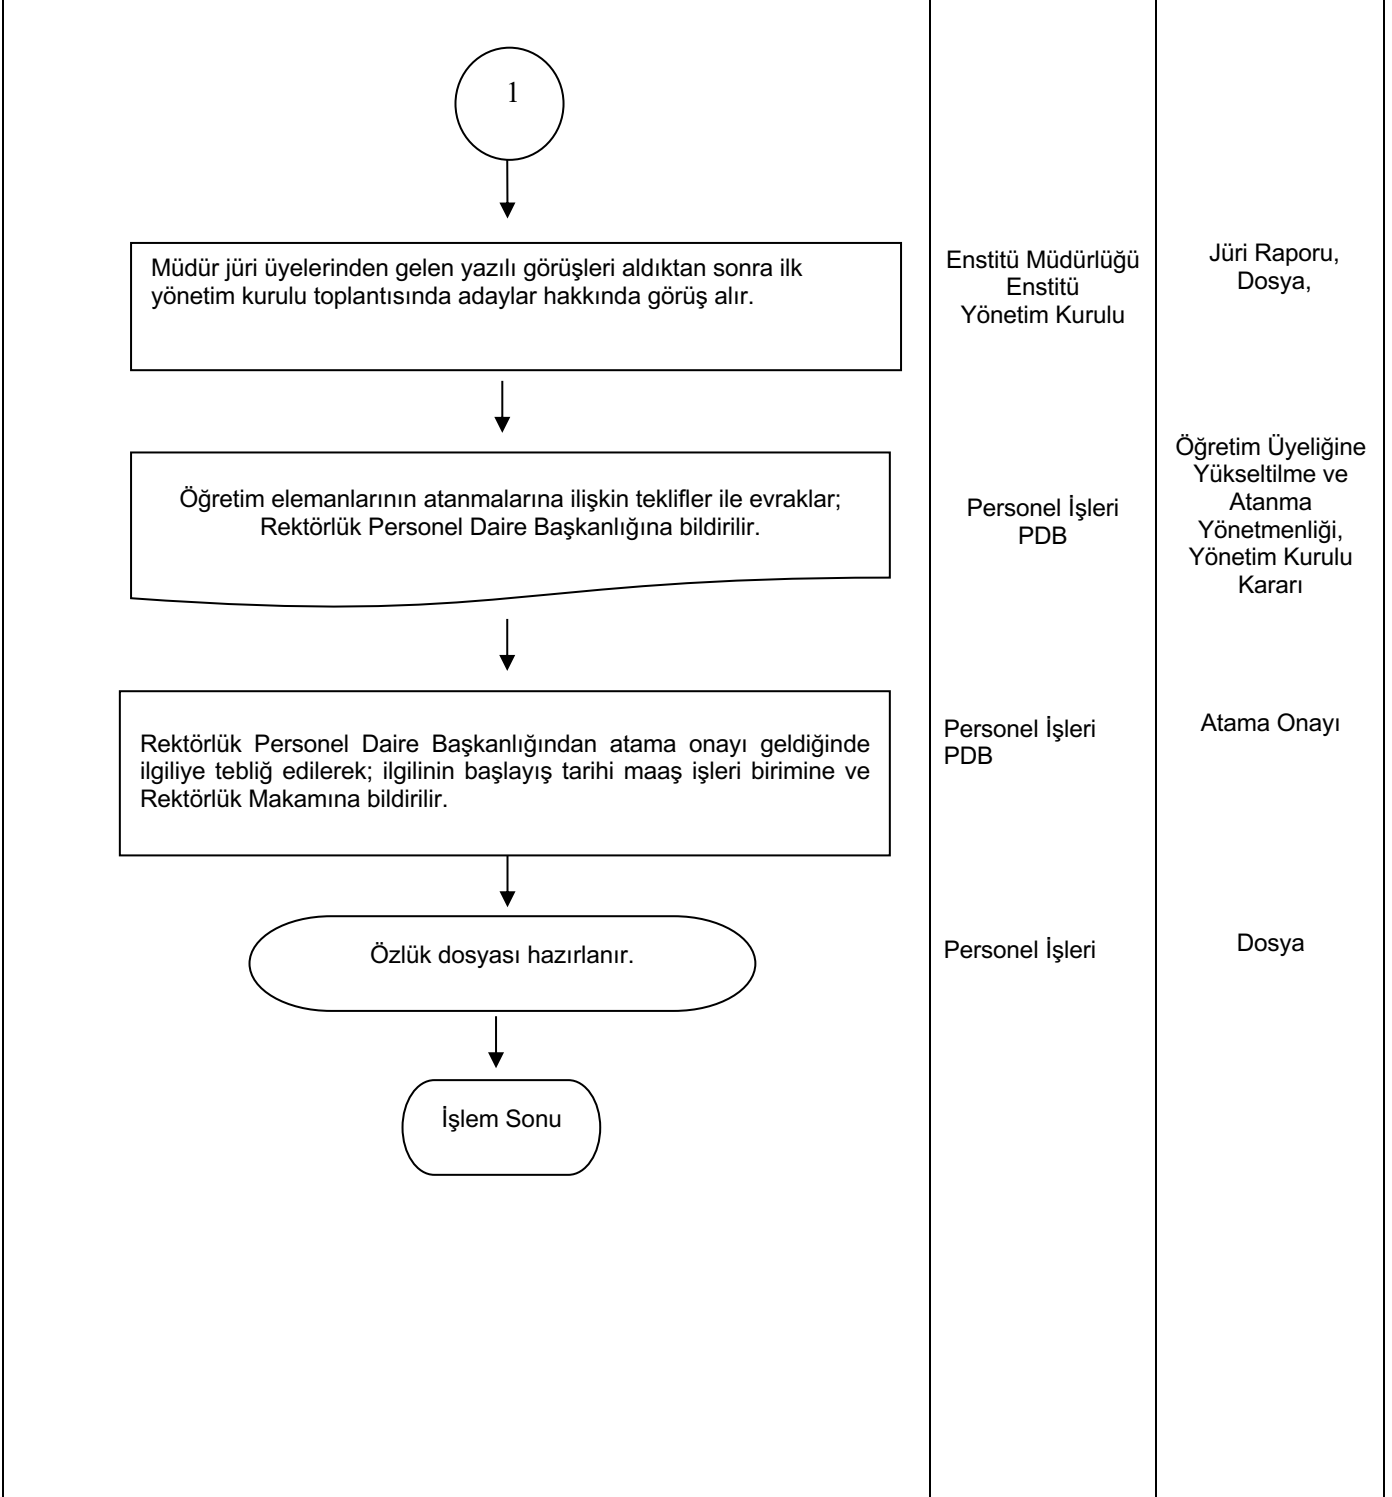 1
Müdür jüri üyelerinden gelen yazılı görüşleri aldıktan sonra ilk
yönetim kurulu toplantısında adaylar hakkında görüş alır.
Enstitü Müdürlüğü
Enstitü
Yönetim Kurulu
Jüri Raporu,
Dosya,
Öğretim elemanlarının atanmalarına ilişkin teklifler ile evraklar;
Rektörlük Personel Daire Başkanlığına bildirilir.
Personel İşleri
PDB
Öğretim Üyeliğine
Yükseltilme ve
Atanma
Yönetmenliği,
Yönetim Kurulu
Kararı
Rektörlük Personel Daire Başkanlığından atama onayı geldiğinde
ilgiliye tebliğ edilerek; ilgilinin başlayış tarihi maaş işleri birimine ve
Rektörlük Makamına bildirilir.
Personel İşleri
PDB
Atama Onayı
Özlük dosyası hazırlanır.
Personel İşleri
Dosya
İşlem Sonu